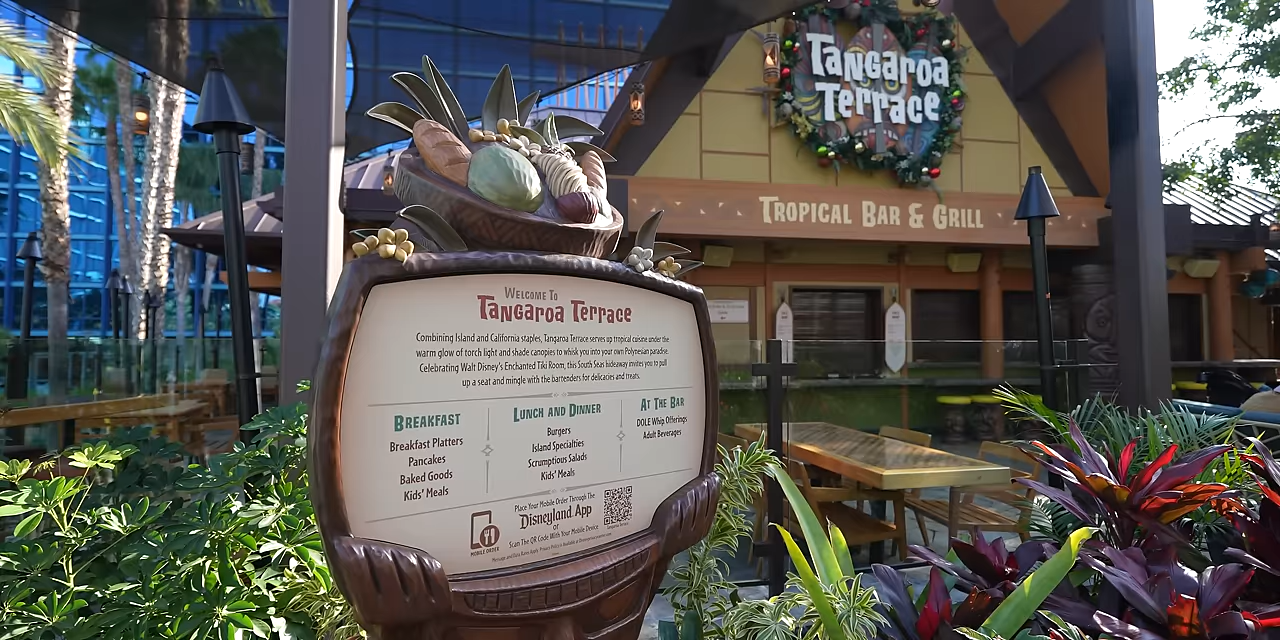 Tangaroa
Terrace
Tropical Bar & Grill
Welcome To
Tangaroa Terrace
Combining Island and California staples, Tangaroa Terrace serves up tropical cuisine under the
warm glow of torch light and shade canopies to whisk you into your own Polynesian paradise.
Celebrating Walt Disney's Enchanted Tiki Room, this South Seas hideaway invites you to pull
up a seat and mingle with the bartenders for delicacies and treats.
Breakfast
Breakfast Platters
Pancakes
Baked Goods
Kids' Meals
Lunch and Dinner
Burgers
Island Specialties
Scrumptious Salads
Kids' Meals
At The Bar
DOLE Whip Offerings
Adult Beverages
Place Your Mobile Order Through The
Disneyland App
or
Scan The QR Code With Your Mobile Device
Mobile Order
Tangaroa Terrace